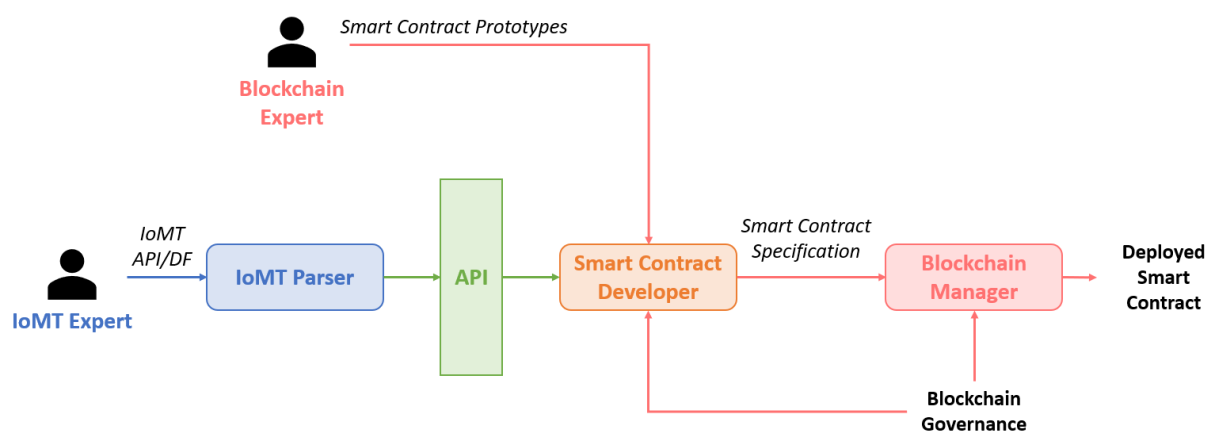 Smart Contract Prototypes
Blockchain
Expert
IoMT
API/DF
IoMT Expert
IoMT Parser
API
Smart Contract
Developer
Smart Contract
Specification
Blockchain
Manager
Deployed
Smart
Contract
Blockchain
Governance